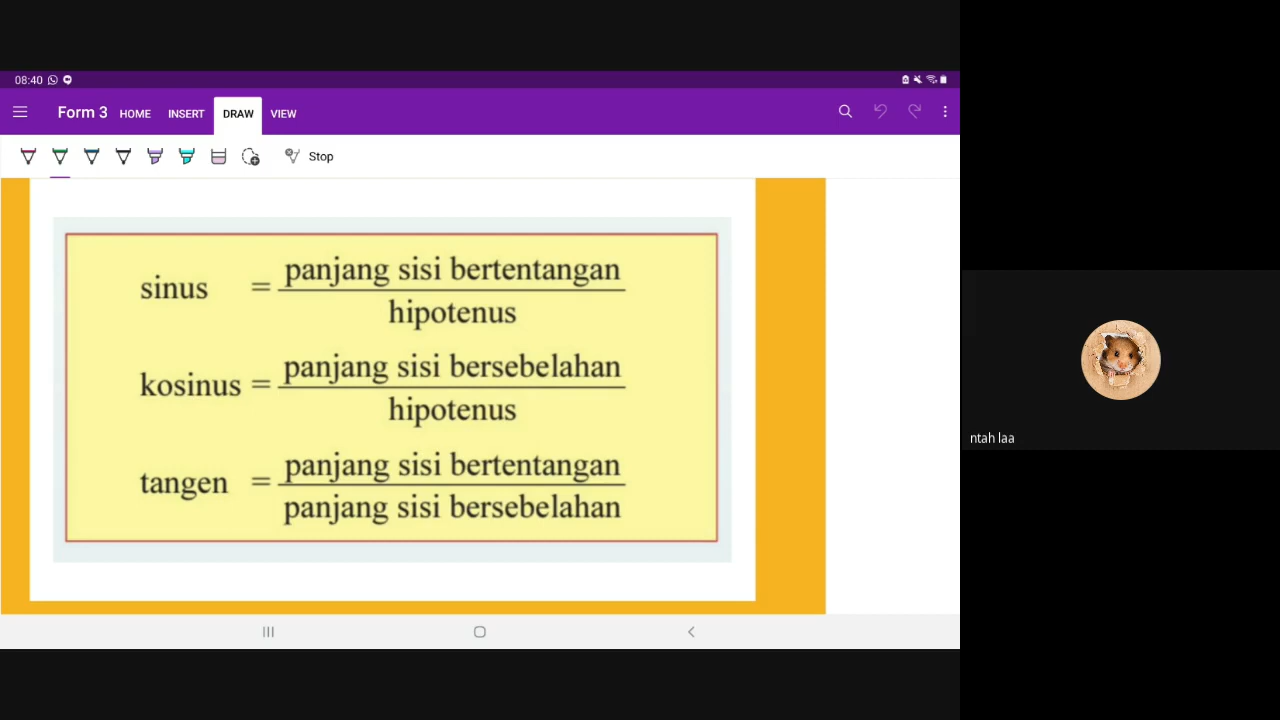 08:40
Form 3 HOME INSERT DRAW VIEW
Stop
sinus = panjang sisi bertentangan
hipotenus
kosinus = panjang sisi bersebelahan
hipotenus
tangen = panjang sisi bertentangan
panjang sisi bersebelahan
ntah laa